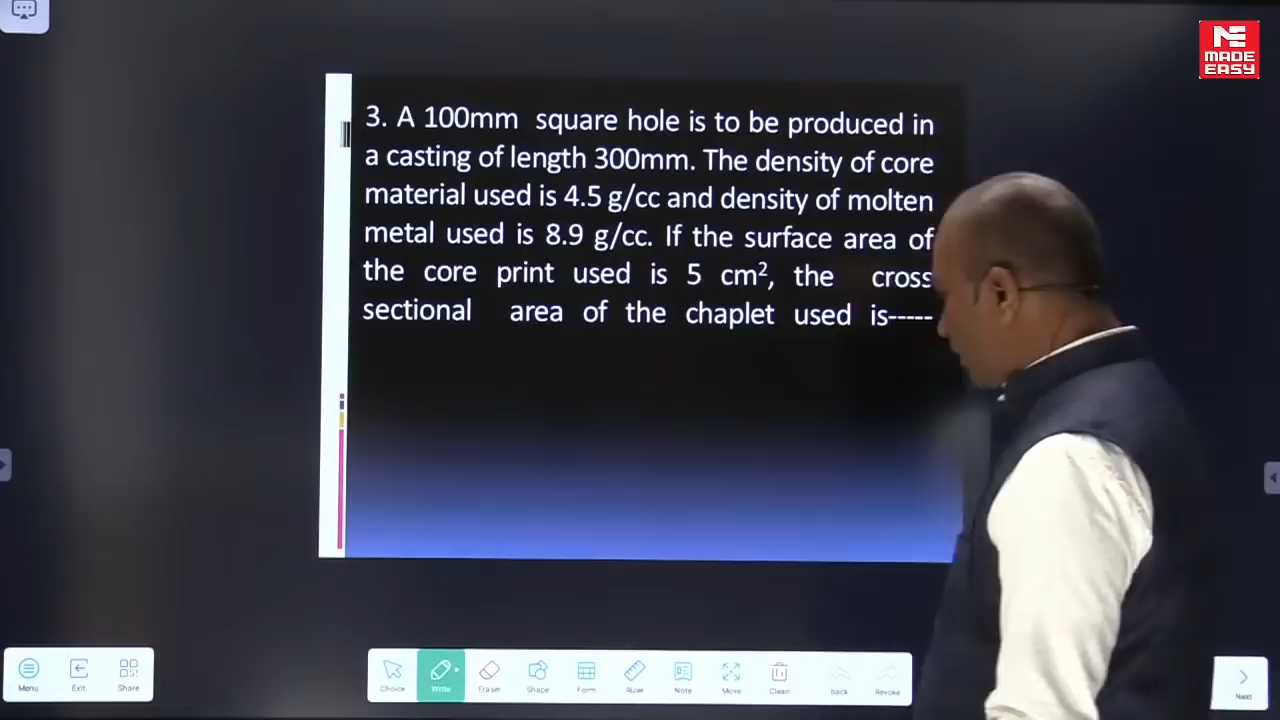 MADE
EASY
3. A 100mm square hole is to be produced in
a casting of length 300mm. The density of core
material used is 4.5 g/cc and density of molten
metal used is 8.9 g/cc. If the surface area of
the core print used is 5 cm², the cross
sectional area of the chaplet used is-----
Menu Exit Share
Choice Write Eraser Shape Form Ruler Note Move Clean back Revoke
Next